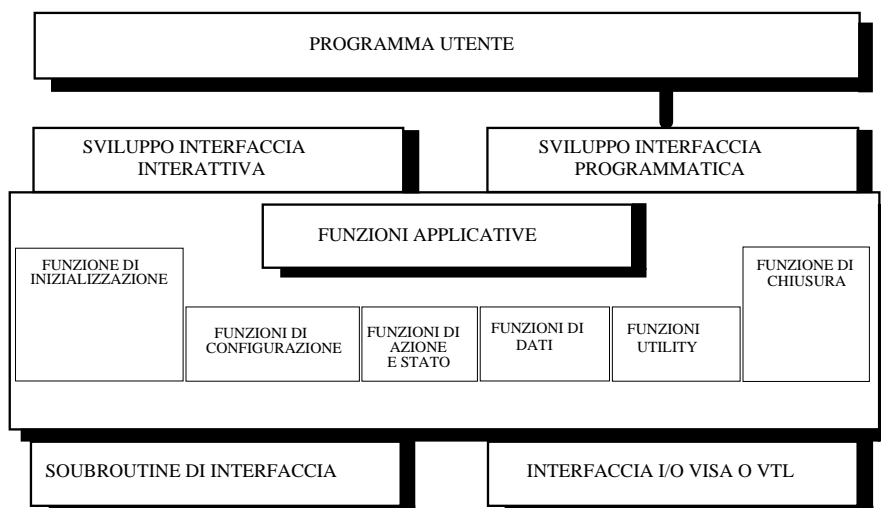 PROGRAMMA UTENTE
SVILUPPO INTERFACCIA
INTERATTIVA
SVILUPPO INTERFACCIA
PROGRAMMATICA
FUNZIONI APPLICATIVE
FUNZIONE DI
INIZIALIZZAZIONE
FUNZIONI DI
CONFIGURAZIONE
FUNZIONI DI
AZIONE
E STATO
FUNZIONI DI
DATI
FUNZIONI
UTILITY
FUNZIONE DI
CHIUSURA
SOUBROUTINE DI INTERFACCIA
INTERFACCIA I/O VISA O VTL